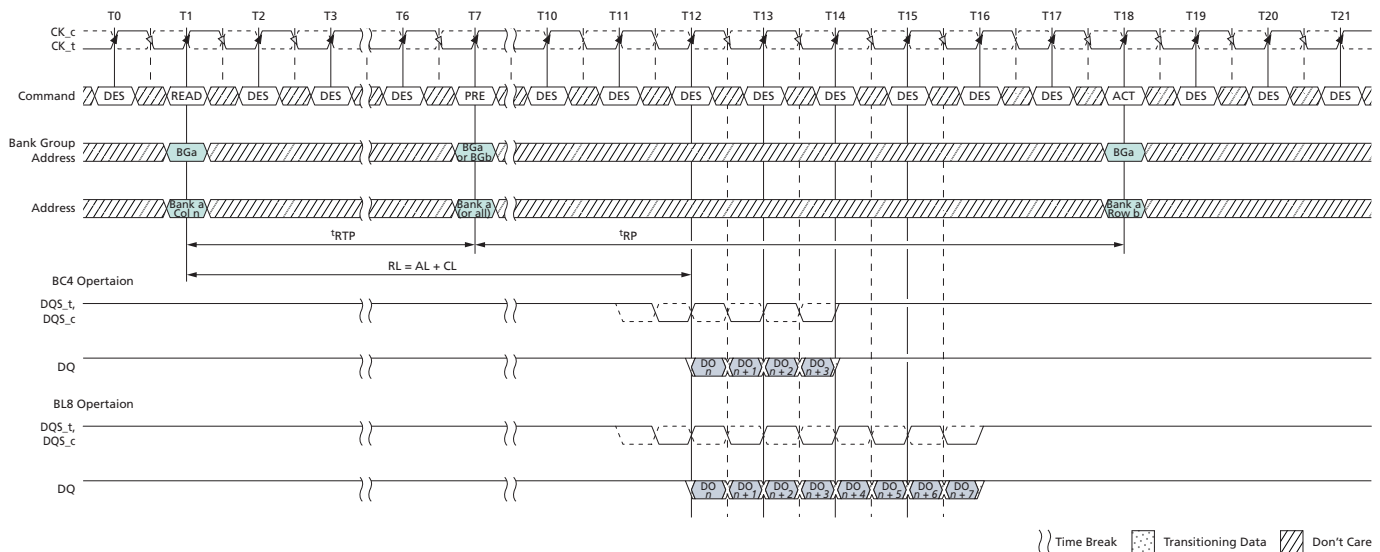 T0 T1 T2 T3 T6 T7 T10 T11 T12 T13 T14 T15 T16 T17 T18 T19 T20 T21
CK_c
CK_t
Command DES READ DES DES DES PRE DES DES DES DES DES DES DES DES ACT DES DES DES
Bank Group
Address
BGa
BGa
or BGb
BGa
Address
Bank a
Col n
Bank a
(or all)
Bank a
Row b
tRTP
tRP
RL = AL + CL
BC4 Opertaion
DQS_t,
DQS_c
DQ
DO
n
DO
n + 1
DO
n + 2
DO
n + 3
BL8 Opertaion
DQS_t,
DQS_c
DQ
DO
n
DO
n + 1
DO
n + 2
DO
n + 3
DO
n + 4
DO
n + 5
DO
n + 6
DO
n + 7
Time Break Transitioning Data Don't Care